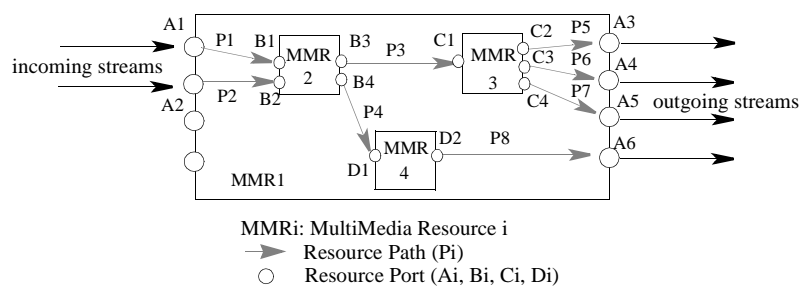 A1
P1
B1
MMR
2
B3
P3
C1
MMR
3
C2
P5
A3
C3
P6
A4
C4
P7
A5
incoming streams
outgoing streams
P2
B2
B4
A2
P4
D1
MMR
4
D2
P8
A6
MMR1
MMRi: MultiMedia Resource i
Resource Path (Pi)
Resource Port (Ai, Bi, Ci, Di)